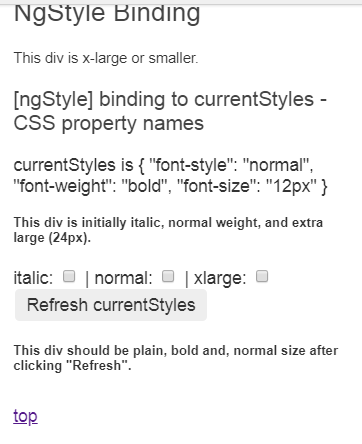 NgStyle Binding
This div is x-large or smaller.
[ngStyle] binding to currentStyles -
CSS property names
currentStyles is { "font-style": "normal",
"font-weight": "bold", "font-size": "12px" }
This div is initially italic, normal weight, and extra
large (24px).
italic: | normal: | xlarge:
Refresh currentStyles
This div should be plain, bold and, normal size after
clicking "Refresh".
top